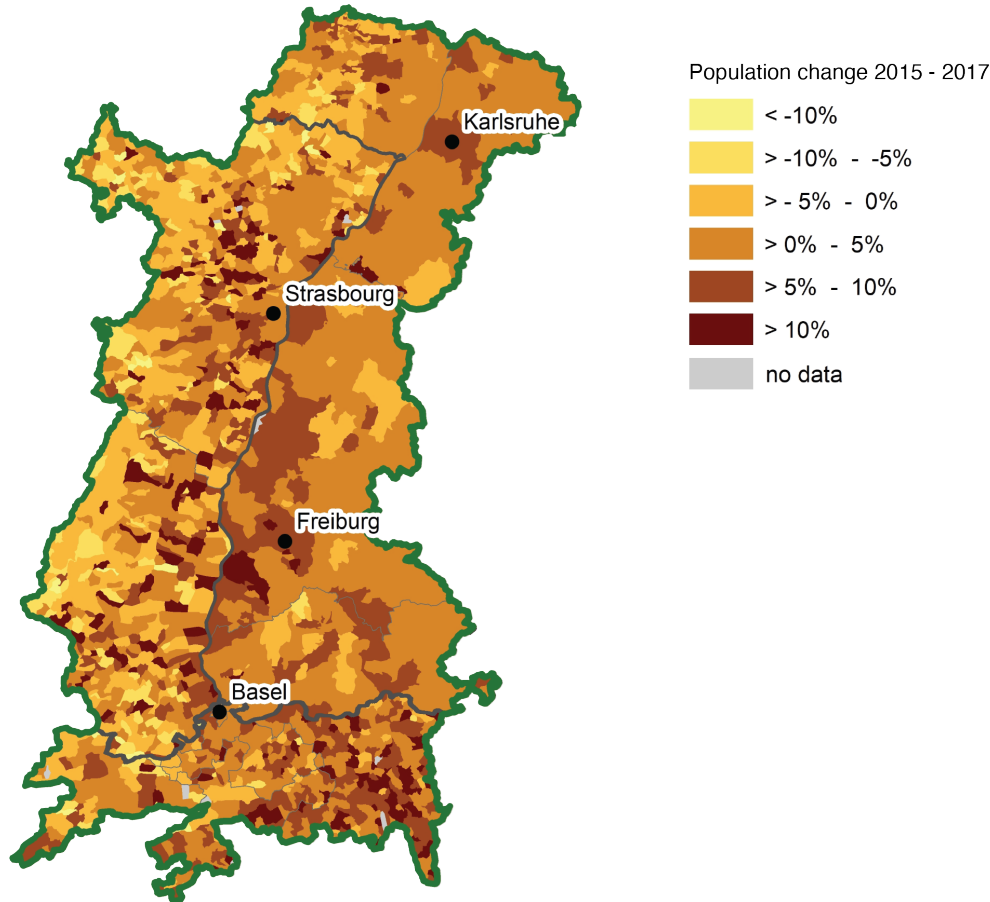 Population change 2015 - 2017
< -10%
> -10% - -5%
> - 5% - 0%
> 0% - 5%
> 5% - 10%
> 10%
no data
Karlsruhe
Strasbourg
Freiburg
Basel